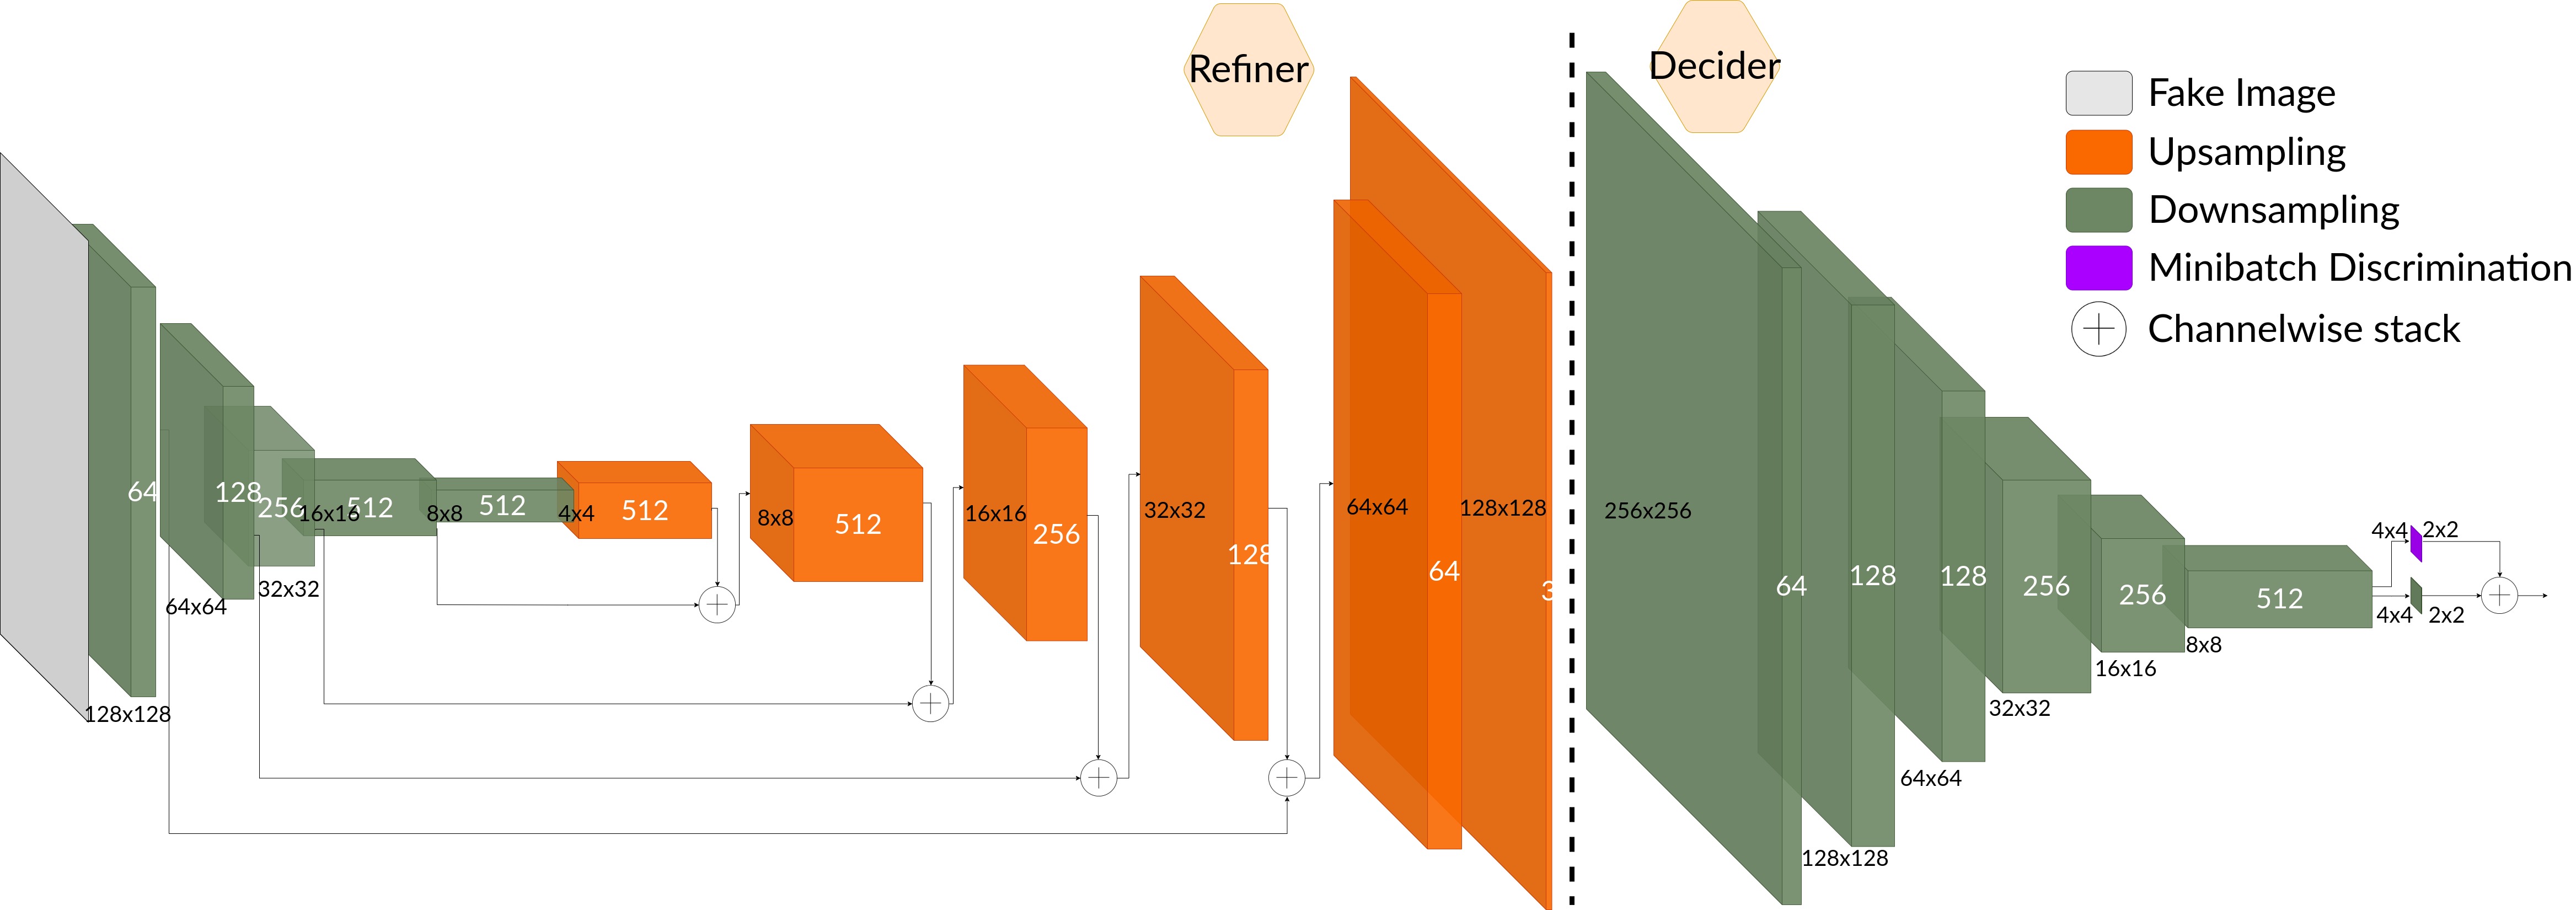 Refiner
Decider
Fake Image
Upsampling
Downsampling
Minibatch Discrimination
Channelwise stack
64
128
256
512
512
512
512
256
128
64
3
128x128
64x64
32x32
16x16
8x8
4x4
8x8
16x16
32x32
64x64
128x128
256x256
64
128
128
256
256
512
128x128
64x64
32x32
16x16
8x8
4x4
2x2
4x4
2x2